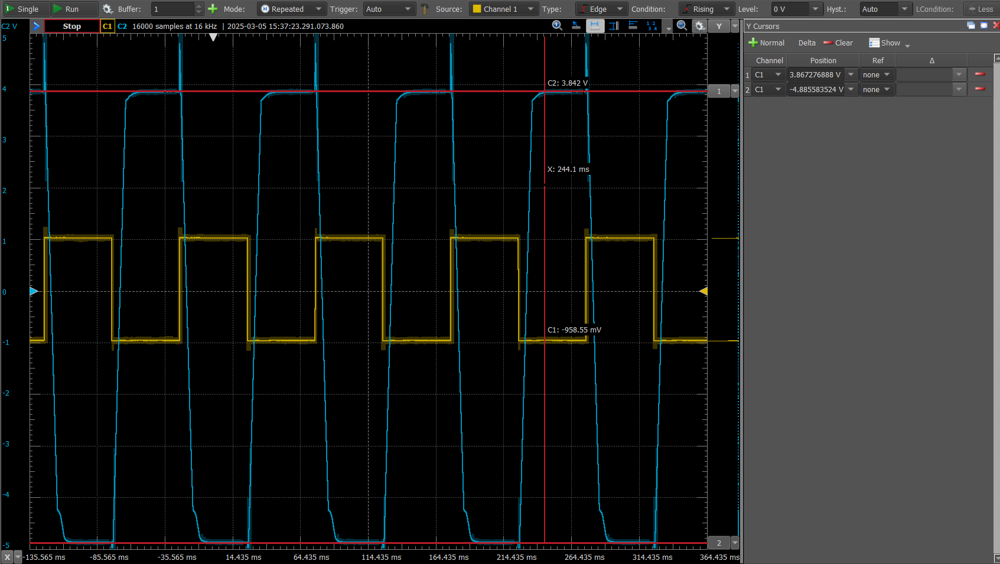 Single Run Buffer: 1 Mode: Repeated Trigger: Auto Source: Channel 1 Type: Edge Condition: Rising Level: 0 V Hyst.: Auto LCondition: Less
C2 V Stop C1 C2 16000 samples at 16 kHz | 2025-03-05 15:37:23.291.073.860 Y
Y Cursors
Normal Delta Clear Show
Channel Position Ref Δ
1 C1 3.867276888 V none
2 C1 -4.885583524 V none
5
C2: 3.842 V
4
1
3
X: 244.1 ms
2
1
0
C1: -958.55 mV
-1
-2
-3
-4
-5
2
X -135.565 ms -85.565 ms -35.565 ms 14.435 ms 64.435 ms 114.435 ms 164.435 ms 214.435 ms 264.435 ms 314.435 ms 364.435 ms